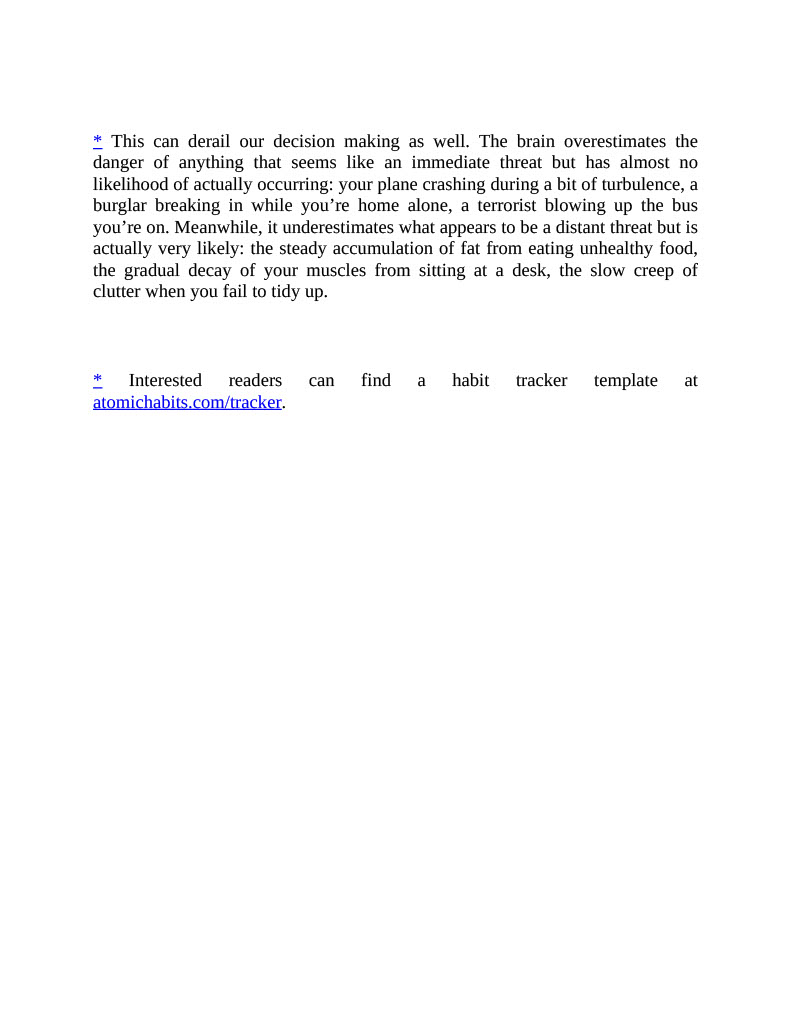 * This can derail our decision making as well. The brain overestimates the
danger of anything that seems like an immediate threat but has almost no
likelihood of actually occurring: your plane crashing during a bit of turbulence, a
burglar breaking in while you’re home alone, a terrorist blowing up the bus
you’re on. Meanwhile, it underestimates what appears to be a distant threat but is
actually very likely: the steady accumulation of fat from eating unhealthy food,
the gradual decay of your muscles from sitting at a desk, the slow creep of
clutter when you fail to tidy up.
* Interested readers can find a habit tracker template at
atomichabits.com/tracker.